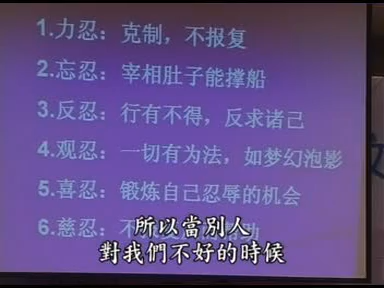 1.力忍：克制，不报复
2.忘忍：宰相肚子能撑船
3.反忍：行有不得，反求诸己
4.观忍：一切有为法，如梦幻泡影
5.喜忍：锻炼自己忍辱的机会
6.慈忍：不
所以當別人
對我們不好的時候